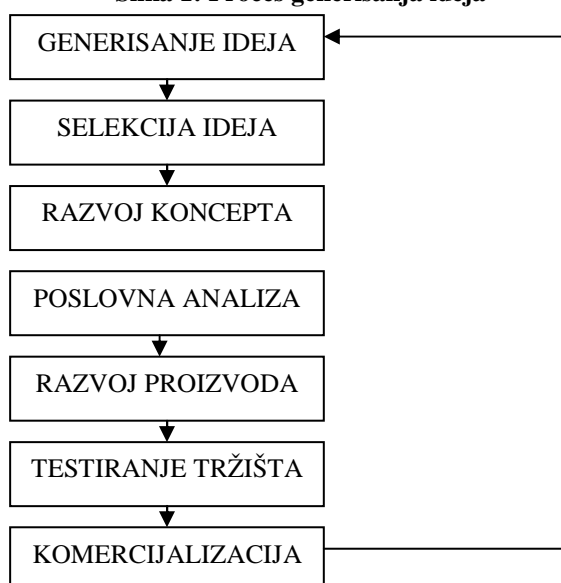 GENERISANJE IDEJA
SELEKCIJA IDEJA
RAZVOJ KONCEPTA
POSLOVNA ANALIZA
RAZVOJ PROIZVODA
TESTIRANJE TRŽIŠTA
KOMERCIJALIZACIJA